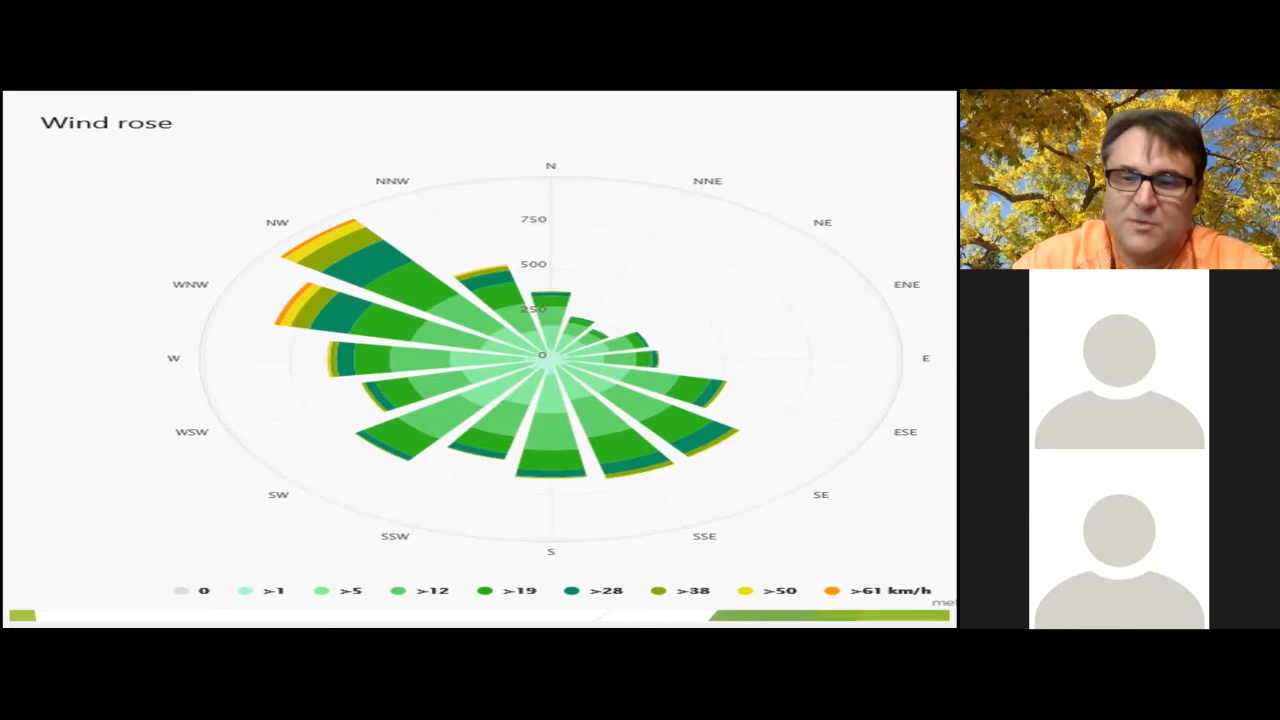 Wind rose
N
NNW
NNE
NW
750
NE
500
WNW
ENE
250
W
0
E
WSW
ESE
SW
SE
SSW
SSE
S
0 >1 >5 >12 >19 >28 >38 >50 >61 km/h